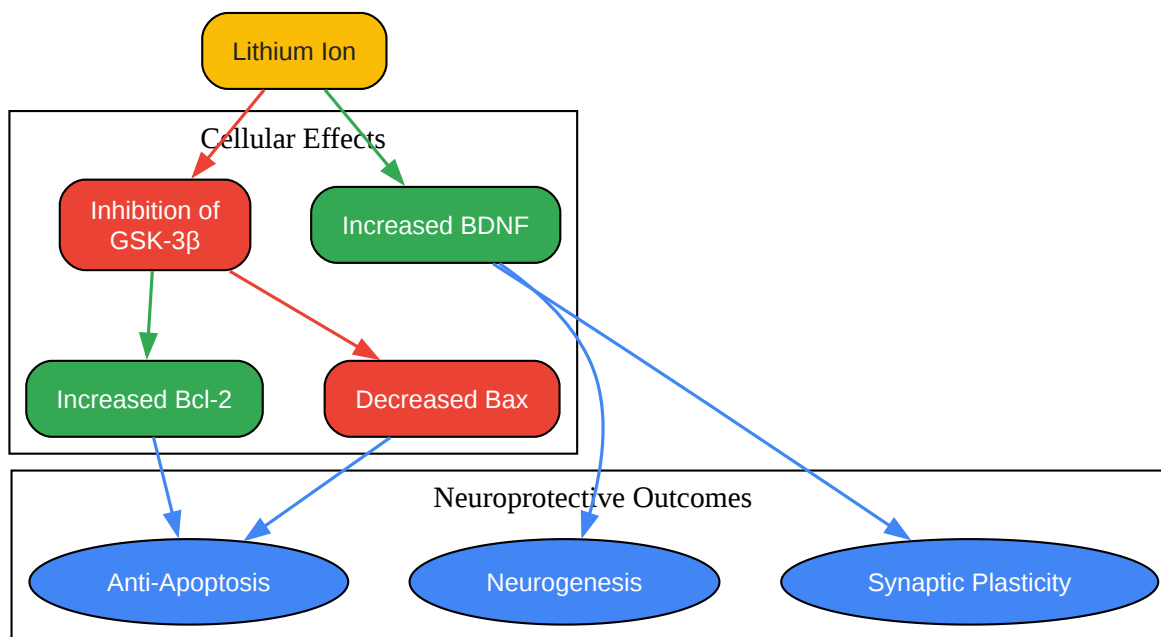 Lithium Ion
Cellular Effects
Inhibition of
GSK-3β
Increased BDNF
Increased Bcl-2
Decreased Bax
Neuroprotective Outcomes
Anti-Apoptosis
Neurogenesis
Synaptic Plasticity